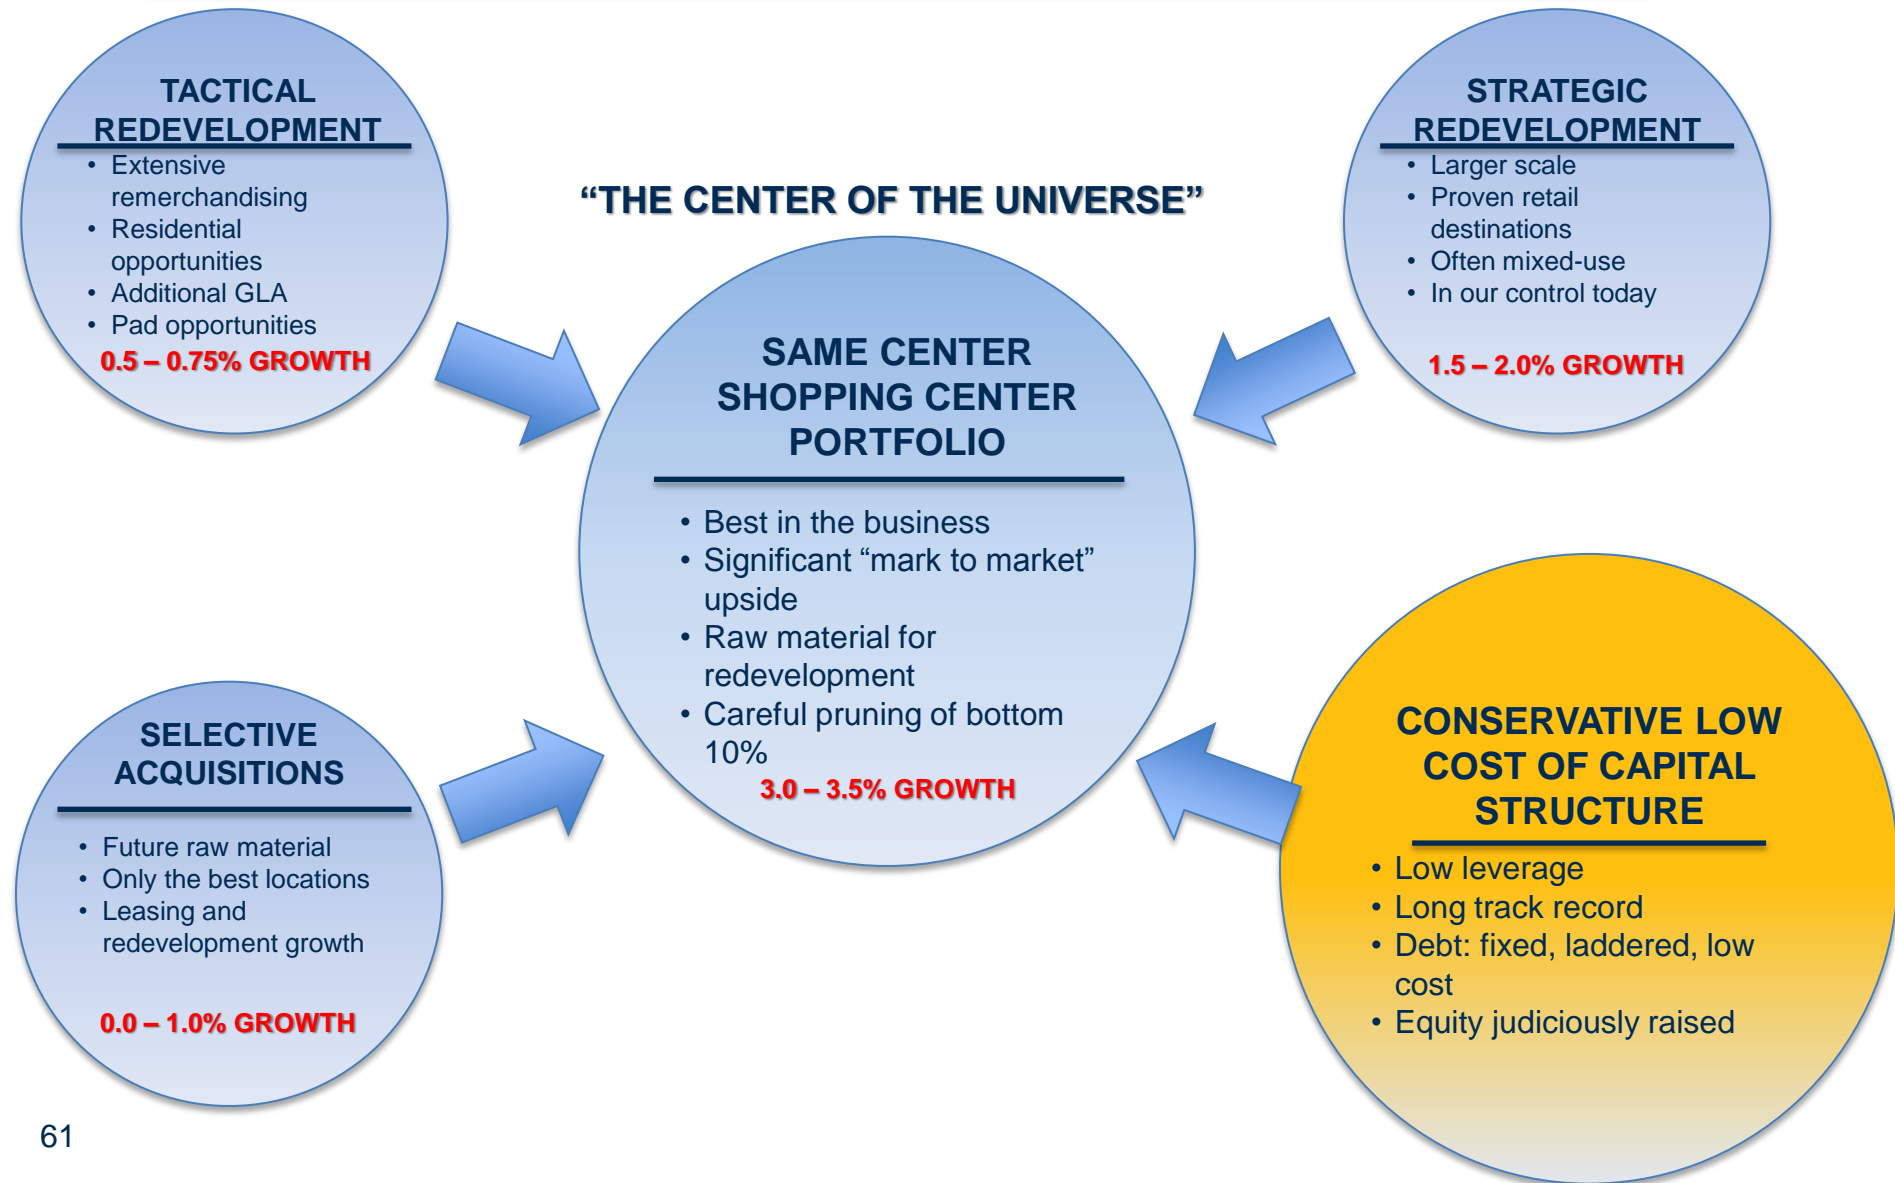 TACTICAL
REDEVELOPMENT
• Extensive
remerchandising
• Residential
opportunities
• Additional GLA
• Pad opportunities
0.5 – 0.75% GROWTH
STRATEGIC
REDEVELOPMENT
• Larger scale
• Proven retail
destinations
• Often mixed-use
• In our control today
1.5 – 2.0% GROWTH
“THE CENTER OF THE UNIVERSE”
SAME CENTER
SHOPPING CENTER
PORTFOLIO
• Best in the business
• Significant “mark to market”
upside
• Raw material for
redevelopment
• Careful pruning of bottom
10%
3.0 – 3.5% GROWTH
SELECTIVE
ACQUISITIONS
• Future raw material
• Only the best locations
• Leasing and
redevelopment growth
0.0 – 1.0% GROWTH
CONSERVATIVE LOW
COST OF CAPITAL
STRUCTURE
• Low leverage
• Long track record
• Debt: fixed, laddered, low
cost
• Equity judiciously raised
61